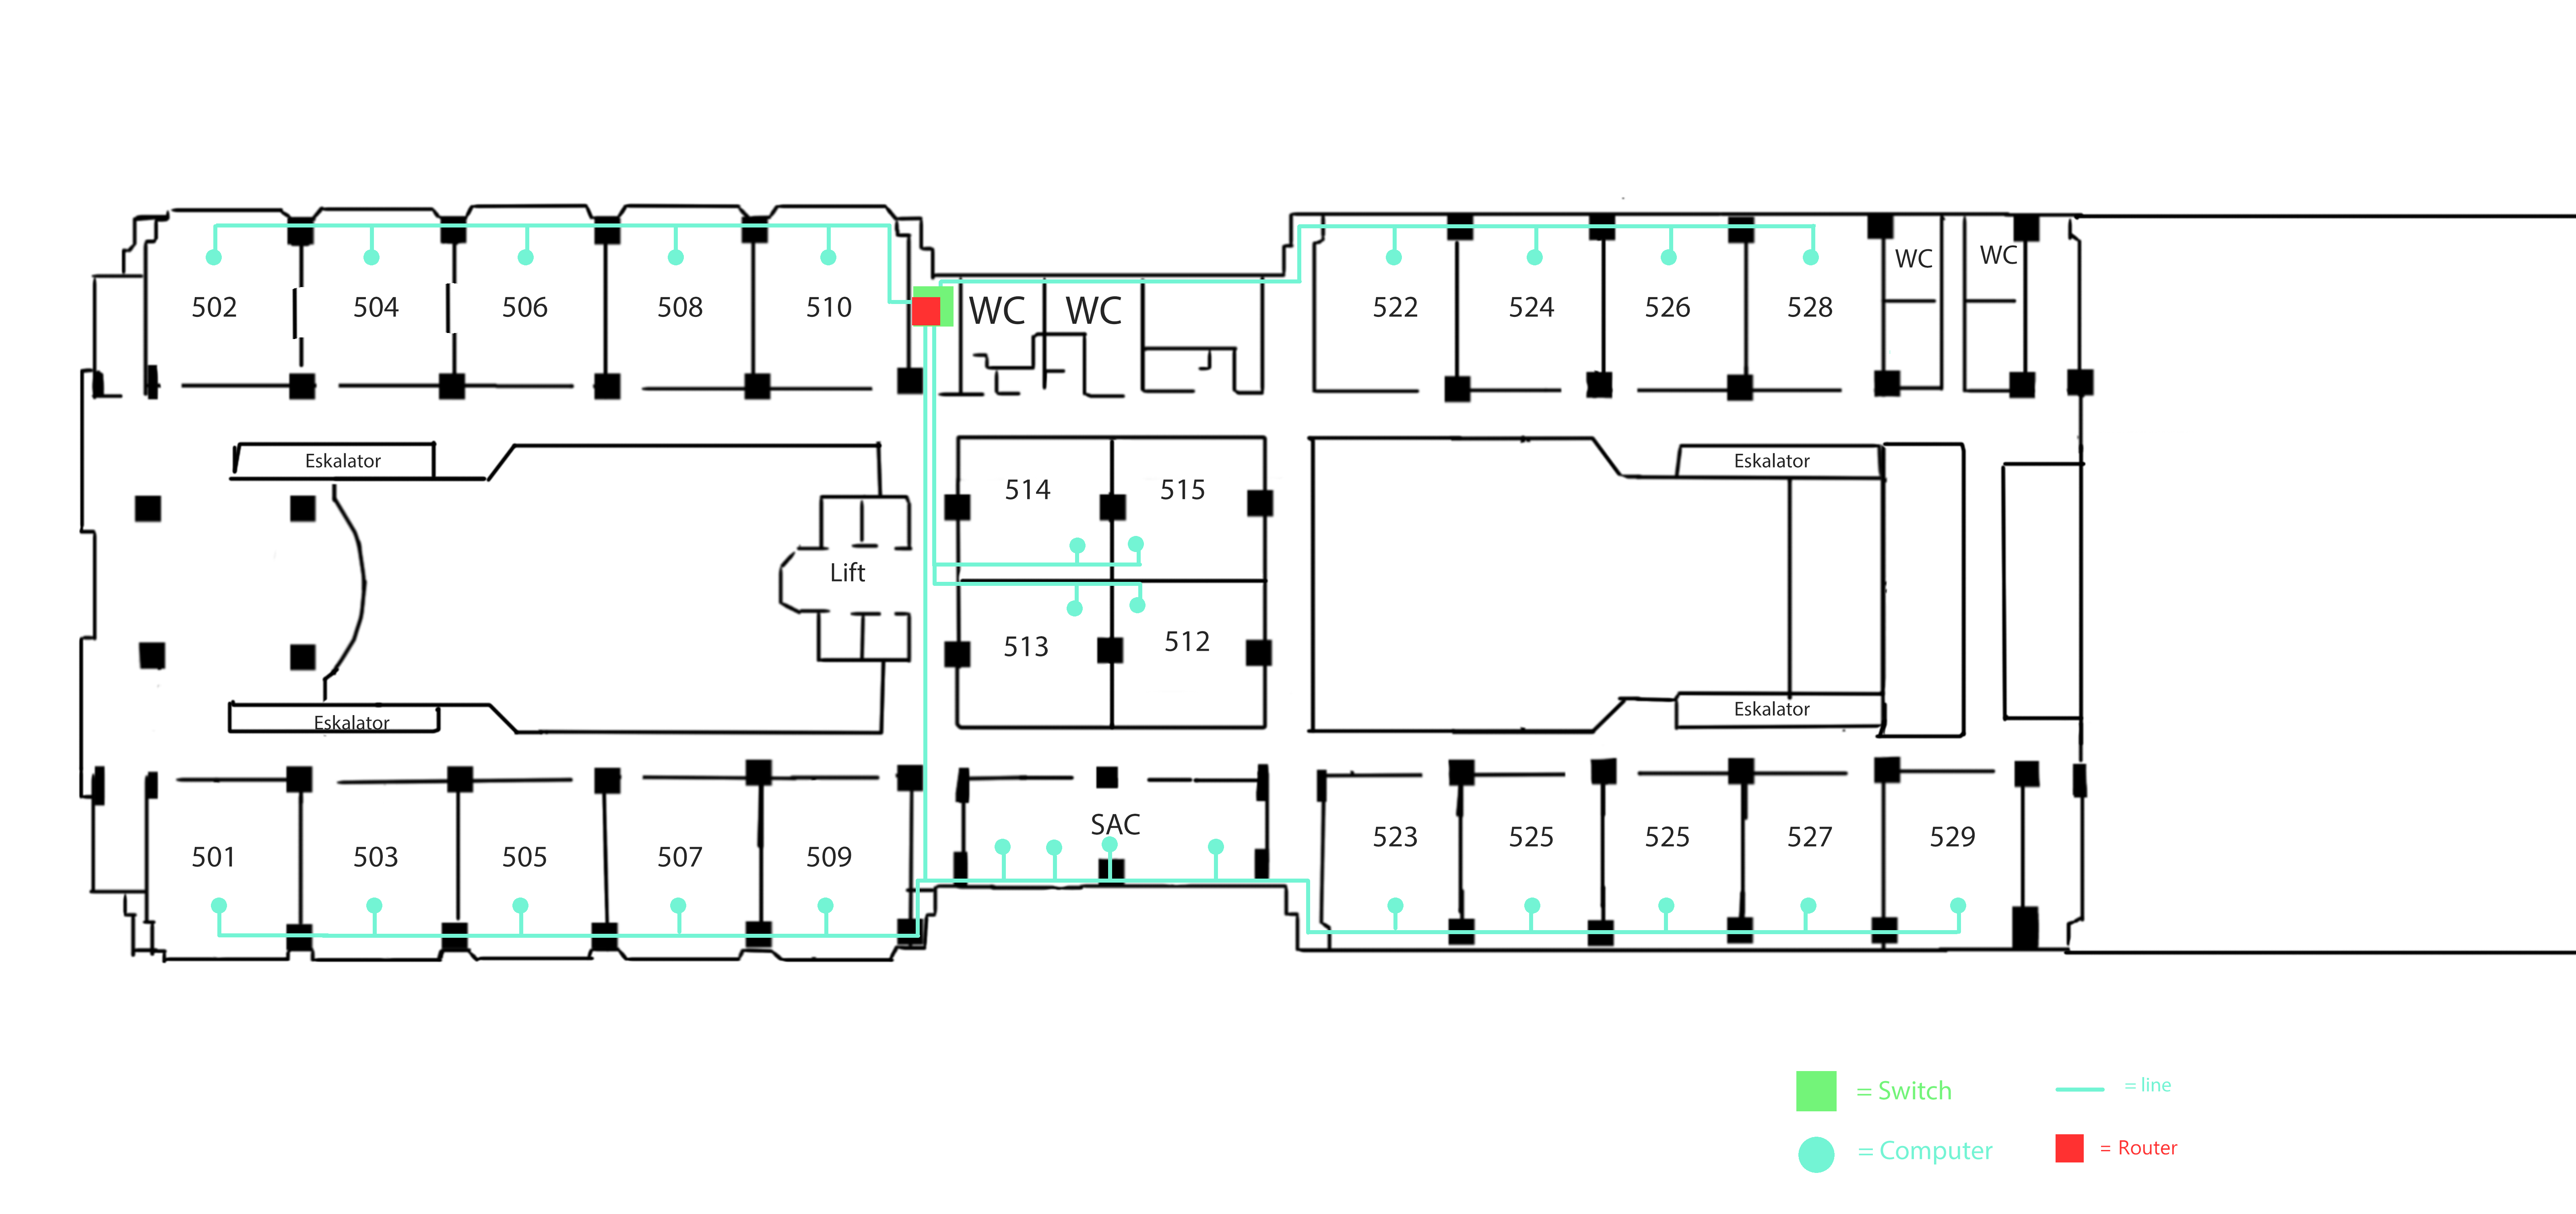 502
504
506
508
510
WC
WC
522
524
526
528
WC
WC
Eskalator
Eskalator
514
515
Lift
513
512
Eskalator
Eskalator
501
503
505
507
509
SAC
523
525
525
527
529
= Switch
= line
= Computer
= Router